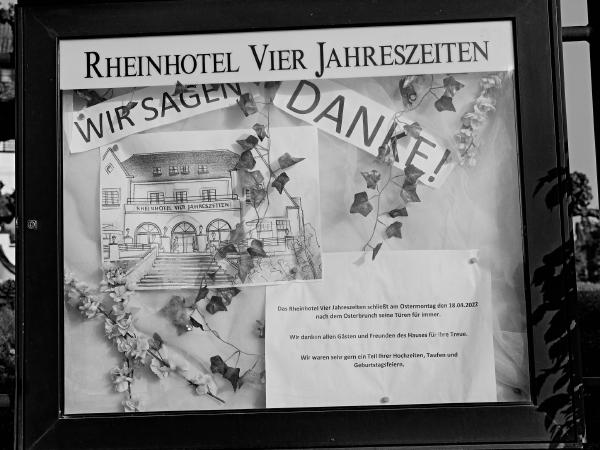 RHEINHOTEL VIER JAHRESZEITEN
WIR SAGEN
DANKE!
RHEINHOTEL VIER JAHRESZEITEN
Das Rheinhotel Vier Jahreszeiten schließt am Ostermontag den 18.04.2022
nach dem Osterbrunch seine Türen für immer.
Wir danken allen Gästen und Freunden des Hauses für Ihre Treue.
Wir waren sehr gern ein Teil Ihrer Hochzeiten, Taufen und
Geburtstagsfeiern.